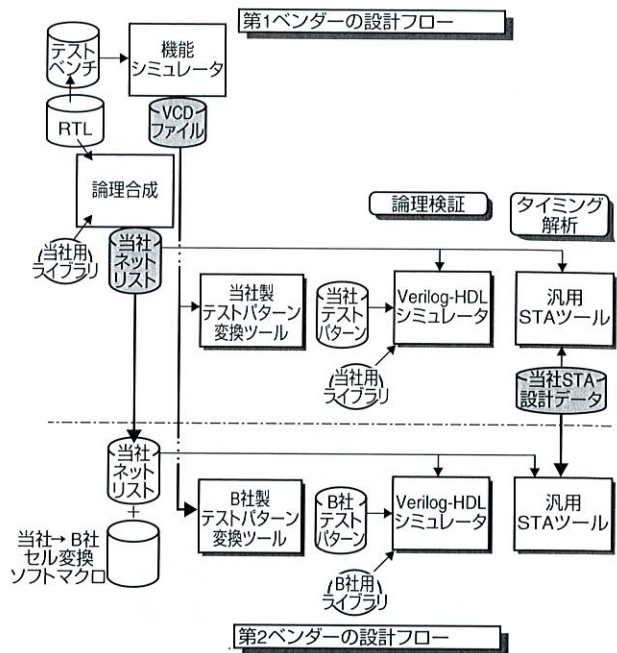 第1ベンダーの設計フロー
テスト
ベンチ
機能
シミュレータ
RTL
VCD
ファイル
論理合成
論理検証
タイミング
解析
当社用
ライブラリ
当社
ネット
リスト
当社製
テストパターン
変換ツール
当社
テスト
パターン
Verilog-HDL
シミュレータ
汎用
STAツール
当社用
ライブラリ
当社STA
設計データ
当社
ネット
リスト
+
当社→B社
セル変換
ソフトマクロ
B社製
テストパターン
変換ツール
B社
テスト
パターン
Verilog-HDL
シミュレータ
汎用
STAツール
B社用
ライブラリ
第2ベンダーの設計フロー